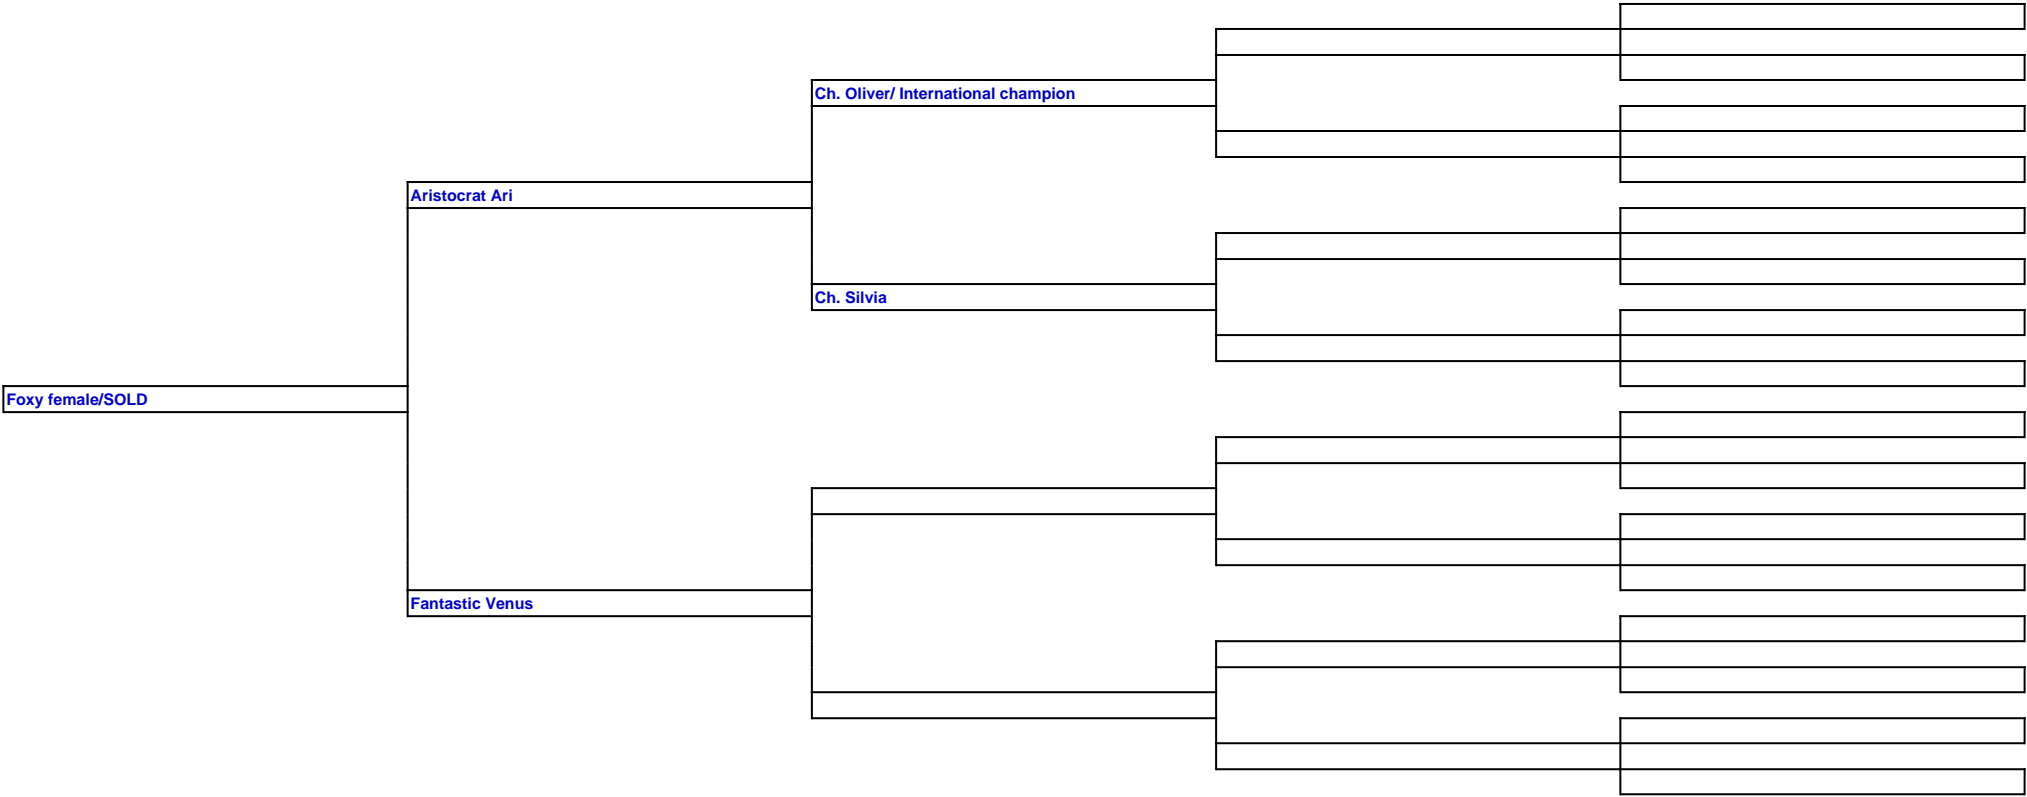 Ch. Oliver/ International champion
Aristocrat Ari
Ch. Silvia
Foxy female/SOLD
Fantastic Venus